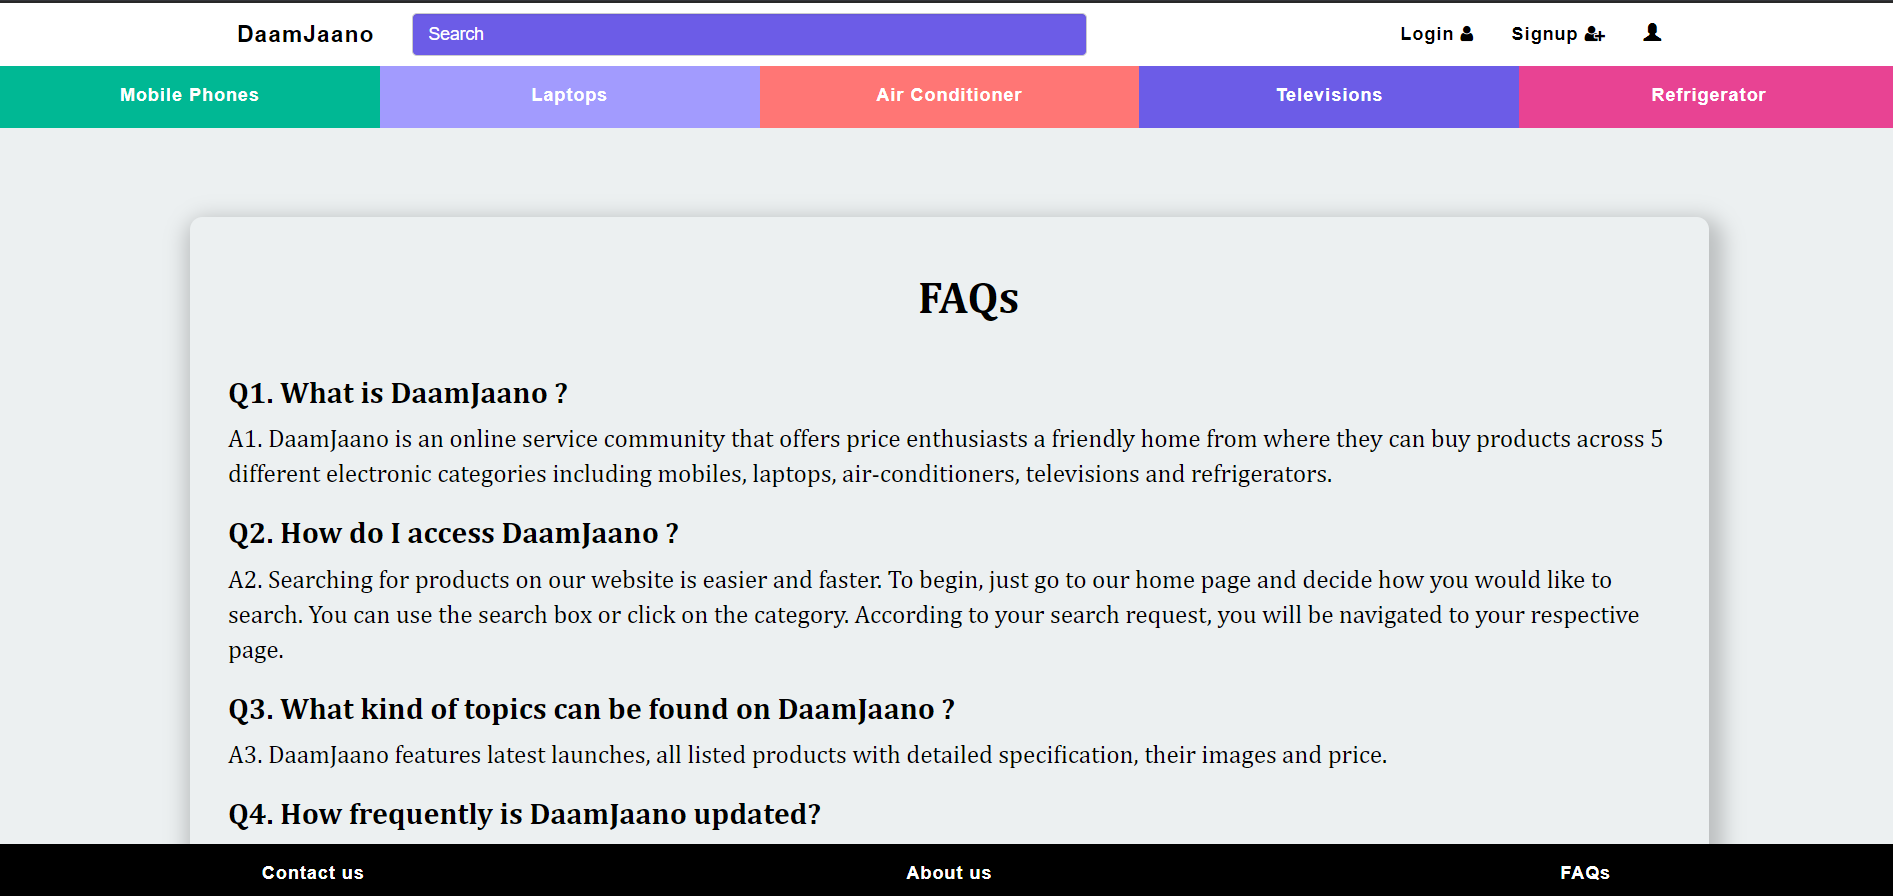 DaamJaano
Search
Login
Signup
Mobile Phones
Laptops
Air Conditioner
Televisions
Refrigerator
FAQs
Q1. What is DaamJaano ?
A1. DaamJaano is an online service community that offers price enthusiasts a friendly home from where they can buy products across 5
different electronic categories including mobiles, laptops, air-conditioners, televisions and refrigerators.
Q2. How do I access DaamJaano ?
A2. Searching for products on our website is easier and faster. To begin, just go to our home page and decide how you would like to
search. You can use the search box or click on the category. According to your search request, you will be navigated to your respective
page.
Q3. What kind of topics can be found on DaamJaano ?
A3. DaamJaano features latest launches, all listed products with detailed specification, their images and price.
Q4. How frequently is DaamJaano updated?
Contact us
About us
FAQs